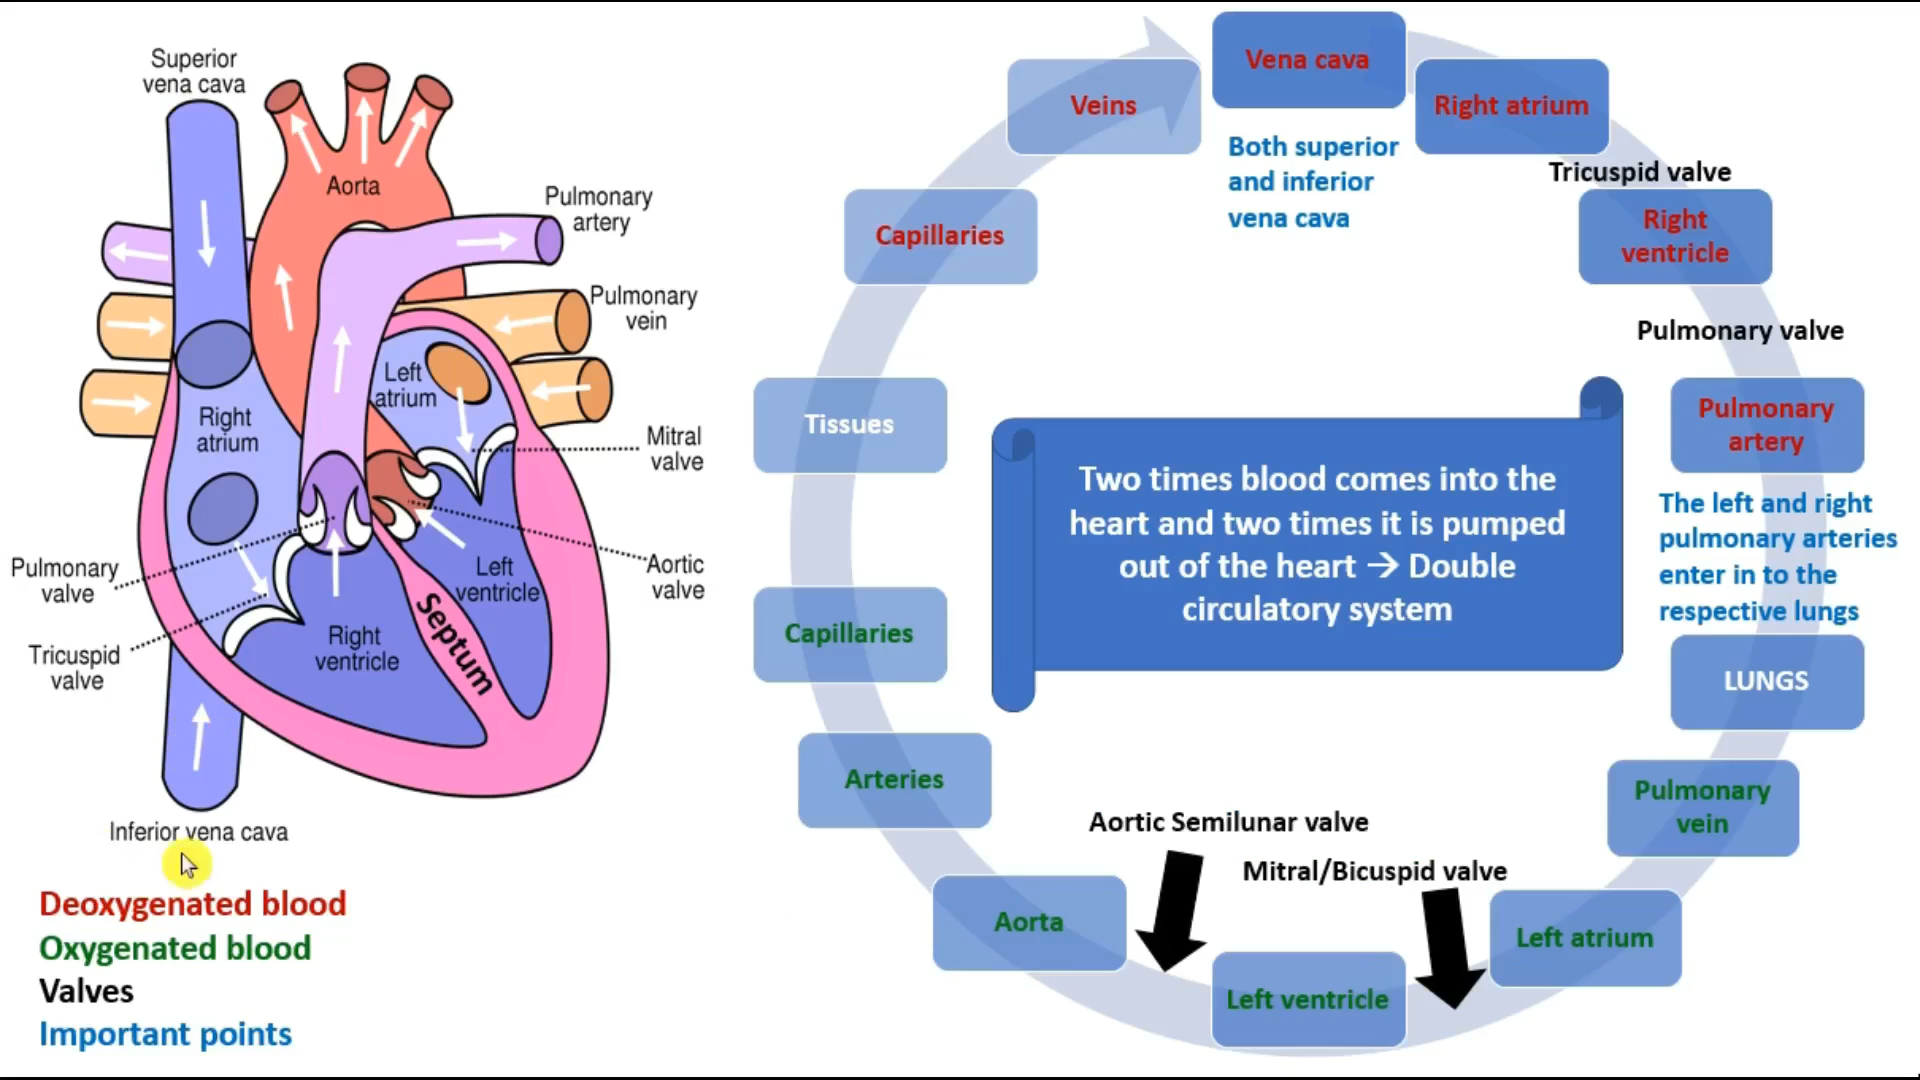 Superior
vena cava
Aorta
Pulmonary
artery
Pulmonary
vein
Left
atrium
Right
atrium
Mitral
valve
Pulmonary
valve
Aortic
valve
Left
ventricle
Septum
Right
ventricle
Tricuspid
valve
Inferior vena cava
Deoxygenated blood
Oxygenated blood
Valves
Important points
Vena cava
Both superior
and inferior
vena cava
Right atrium
Tricuspid valve
Right
ventricle
Pulmonary valve
Pulmonary
artery
The left and right
pulmonary arteries
enter in to the
respective lungs
LUNGS
Pulmonary
vein
Left atrium
Mitral/Bicuspid valve
Left ventricle
Aortic Semilunar valve
Aorta
Arteries
Capillaries
Tissues
Capillaries
Veins
Two times blood comes into the
heart and two times it is pumped
out of the heart → Double
circulatory system